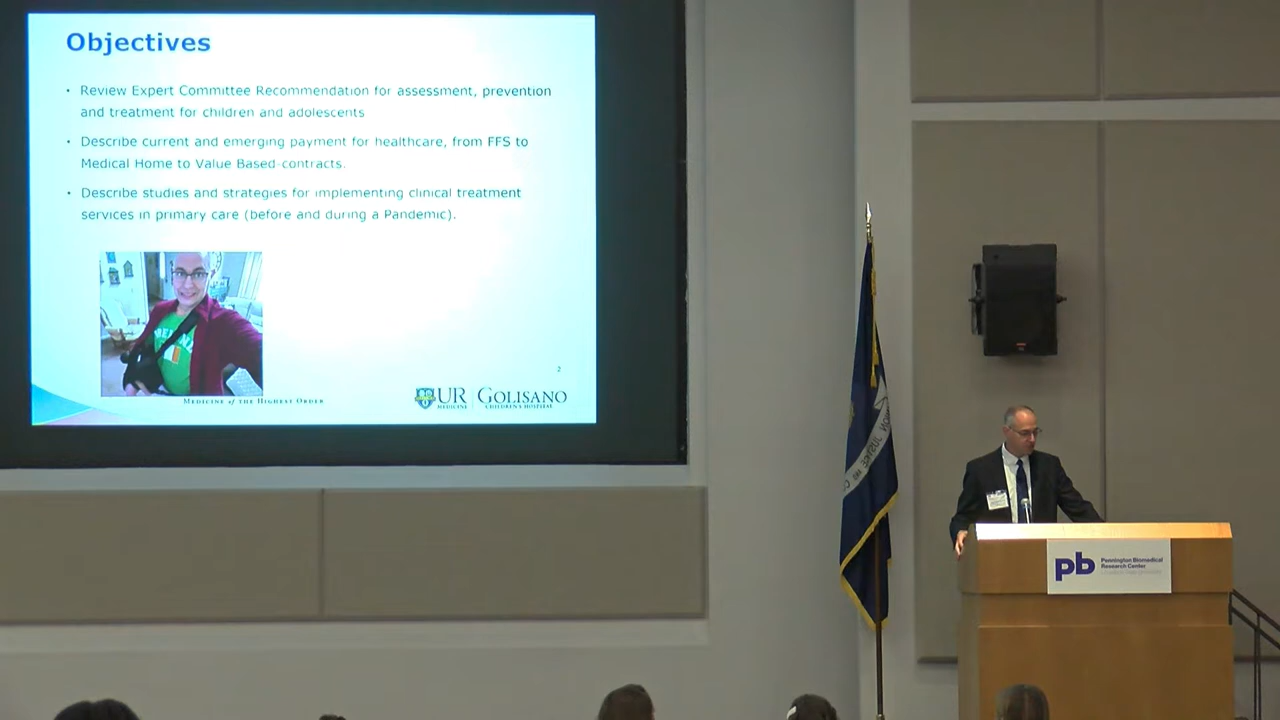 Objectives
• Review Expert Committee Recommendation for assessment, prevention
and treatment for children and adolescents
• Describe current and emerging payment for healthcare, from FFS to
Medical Home to Value Based-contracts.
• Describe studies and strategies for implementing clinical treatment
services in primary care (before and during a Pandemic).
2
MEDICINE of THE HIGHEST ORDER
UR
MEDICINE
GOLISANO
CHILDREN'S HOSPITAL
JUSTICE
pb
Pennington Biomedical
Research Center